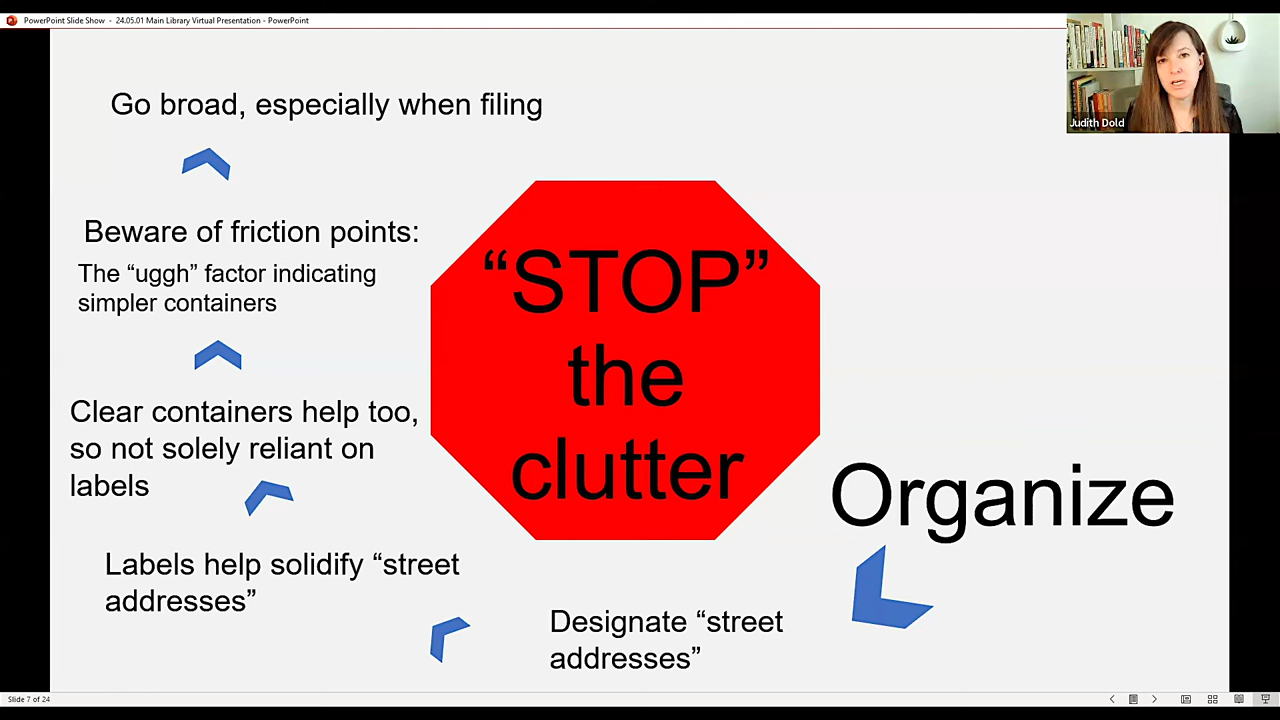 PowerPoint Slide Show - 24.05.01 Main Library Virtual Presentation - PowerPoint
Judith Dold
Go broad, especially when filing
Beware of friction points:
The “uggh” factor indicating
simpler containers
Clear containers help too,
so not solely reliant on
labels
Labels help solidify “street
addresses”
“STOP”
the
clutter
Organize
Designate “street
addresses”
Slide 7 of 24